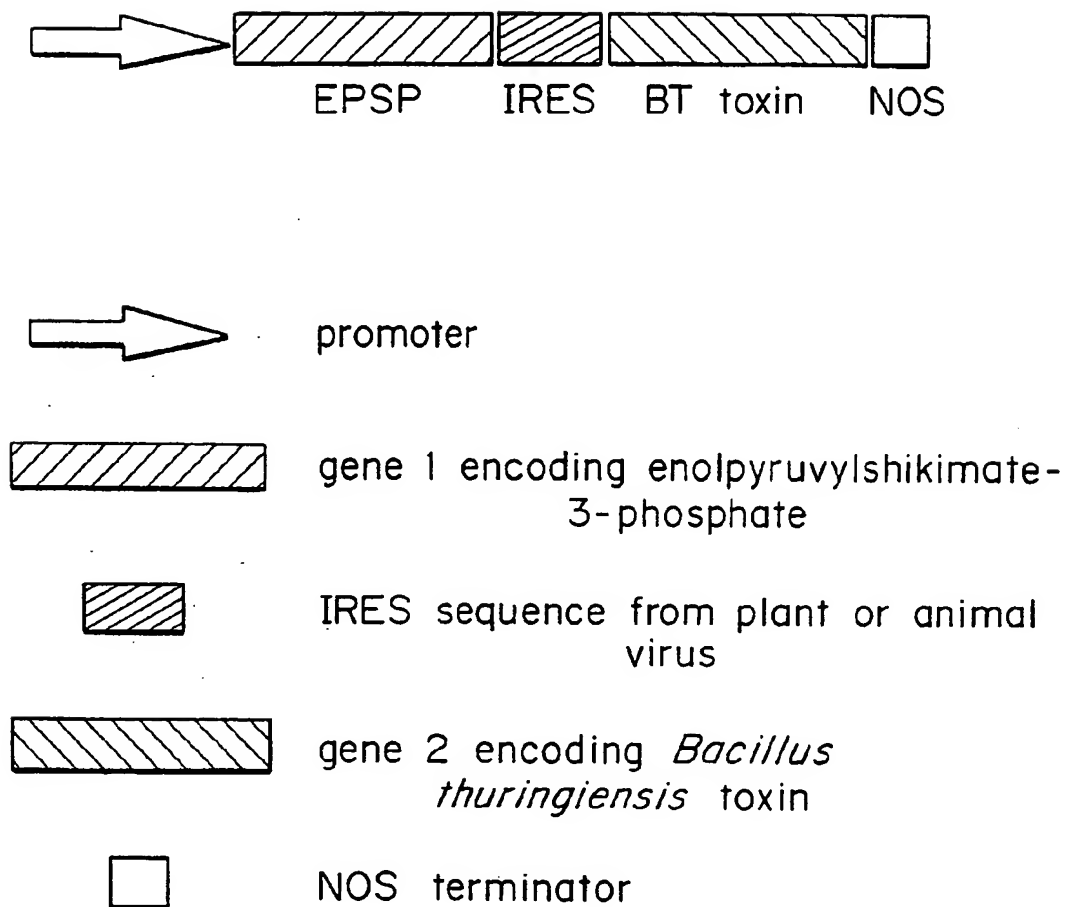 EPSP IRES BT toxin NOS
promoter
gene 1 encoding enolpyruvylshikimate-
3-phosphate
IRES sequence from plant or animal
virus
gene 2 encoding Bacillus
thuringiensis toxin
NOS terminator